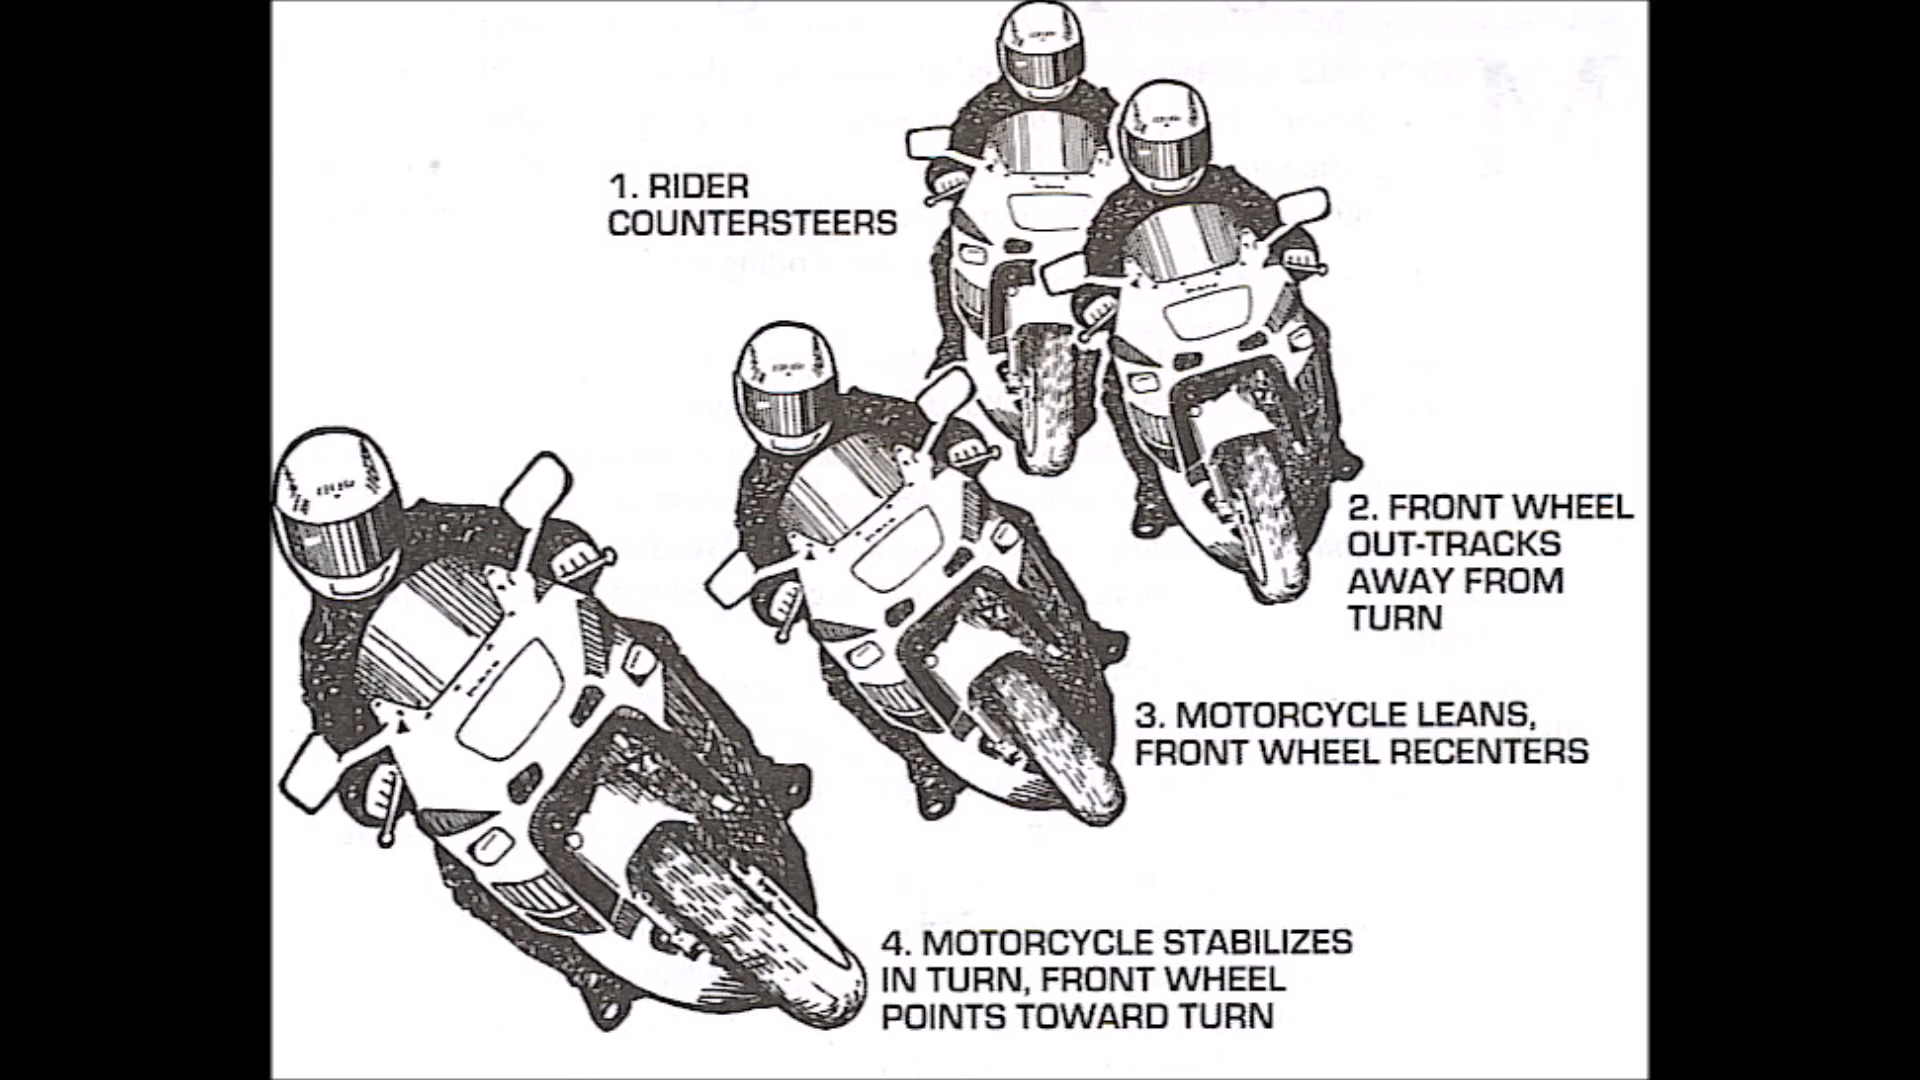 1. RIDER
COUNTERSTEERS
2. FRONT WHEEL
OUT-TRACKS
AWAY FROM
TURN
3. MOTORCYCLE LEANS,
FRONT WHEEL RECENTERS
4. MOTORCYCLE STABILIZES
IN TURN, FRONT WHEEL
POINTS TOWARD TURN